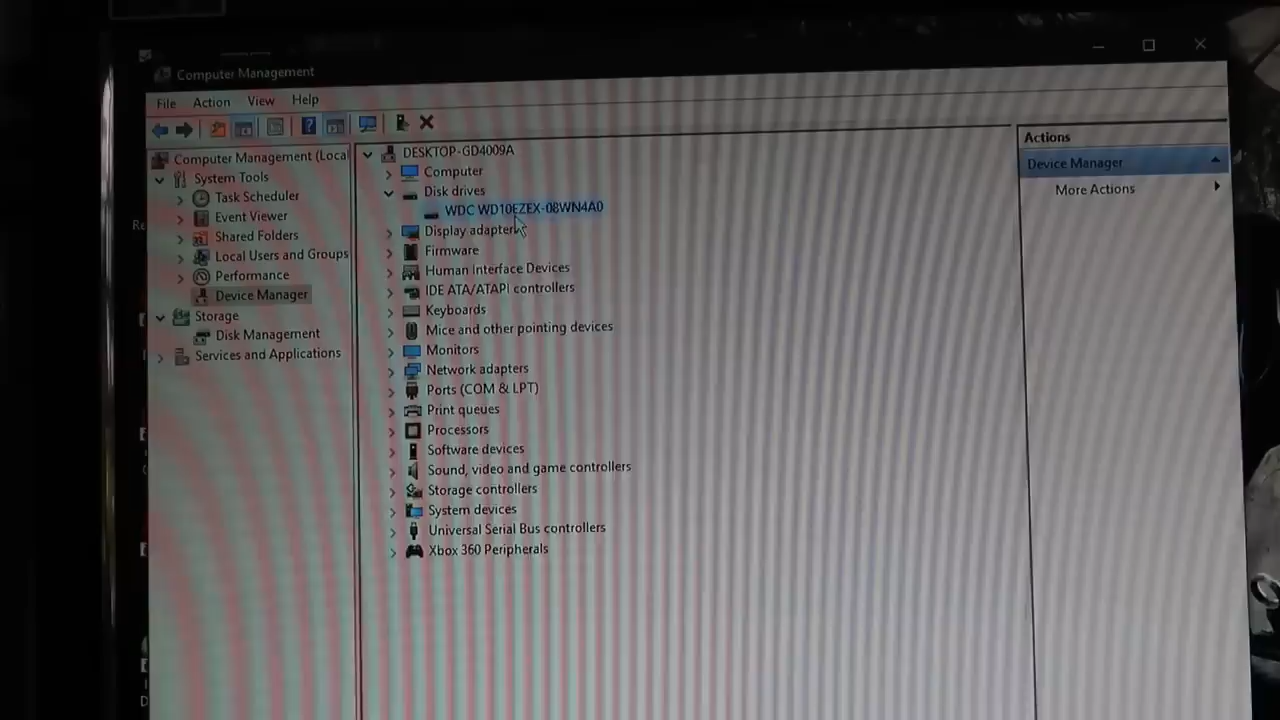 Computer Management
File Action View Help
Computer Management (Loca
System Tools
Task Scheduler
Event Viewer
Shared Folders
Local Users and Groups
Performance
Device Manager
Storage
Disk Management
Services and Applications
DESKTOP-GD4009A
Computer
Disk drives
WDC WD10EZEX-08WN4A0
Display adapter
Firmware
Human Interface Devices
IDE ATA/ATAPI controllers
Keyboards
Mice and other pointing devices
Monitors
Network adapters
Ports (COM & LPT)
Print queues
Processors
Software devices
Sound, video and game controllers
Storage controllers
System devices
Universal Serial Bus controllers
Xbox 360 Peripherals
Actions
Device Manager
More Actions